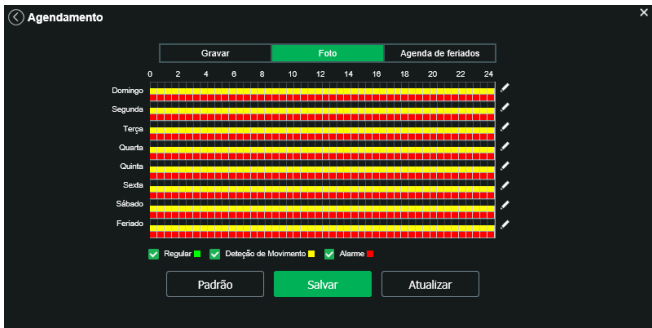 Agendamento
Gravar Foto Agenda de feriados
0 2 4 6 8 10 12 14 16 18 20 22 24
Domingo
Segunda
Terça
Quarta
Quinta
Sexta
Sábado
Feriado
Regular Deteção de Movimento Alarme
Padrão Salvar Atualizar